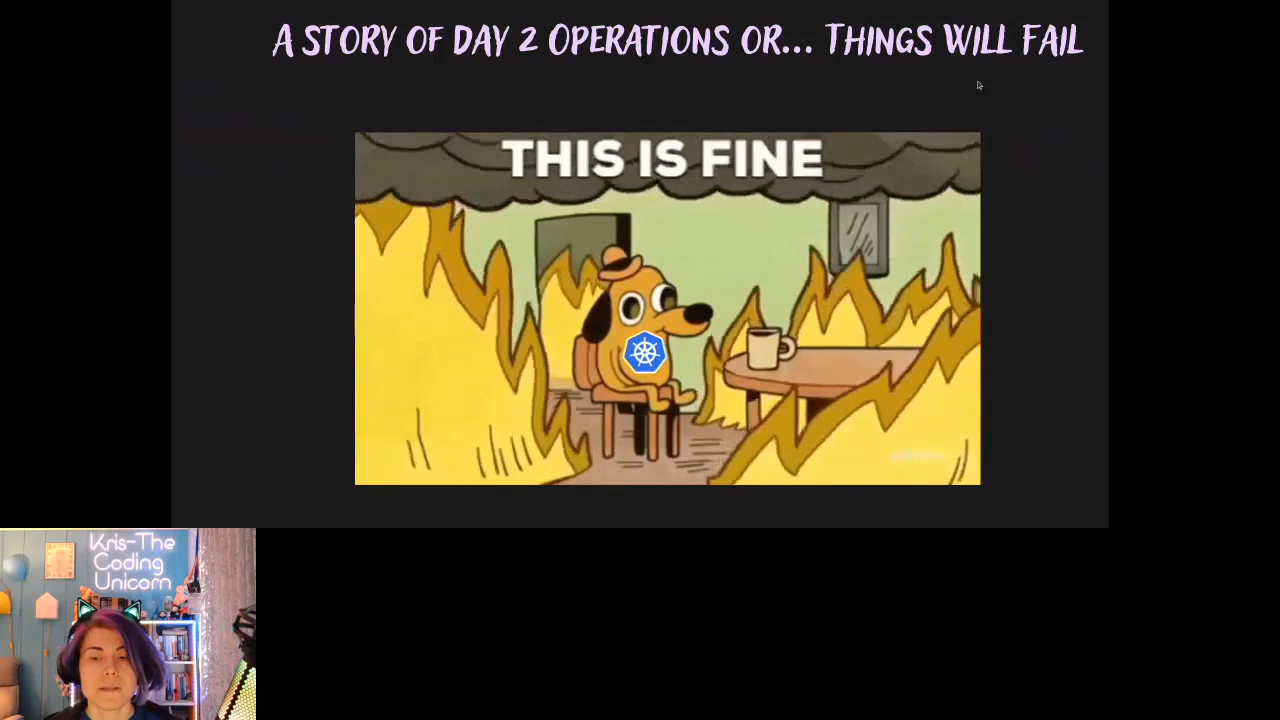 A STORY OF DAY 2 OPERATIONS OR... THINGS WILL FAIL
THIS IS FINE
Kris-The
Coding
Unicorn